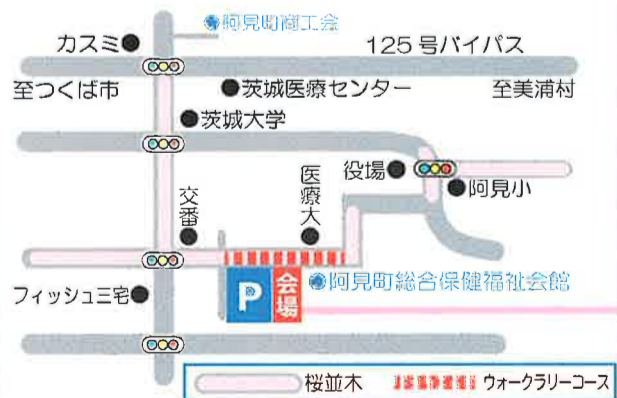 阿見町商工会
カスミ
125号バイパス
至つくば市
茨城医療センター
至美浦村
茨城大学
役場
医療大
交番
阿見小
P
会場
阿見町総合保健福祉会館
フィッシュ三宅
桜並木
ウォークラリーコース